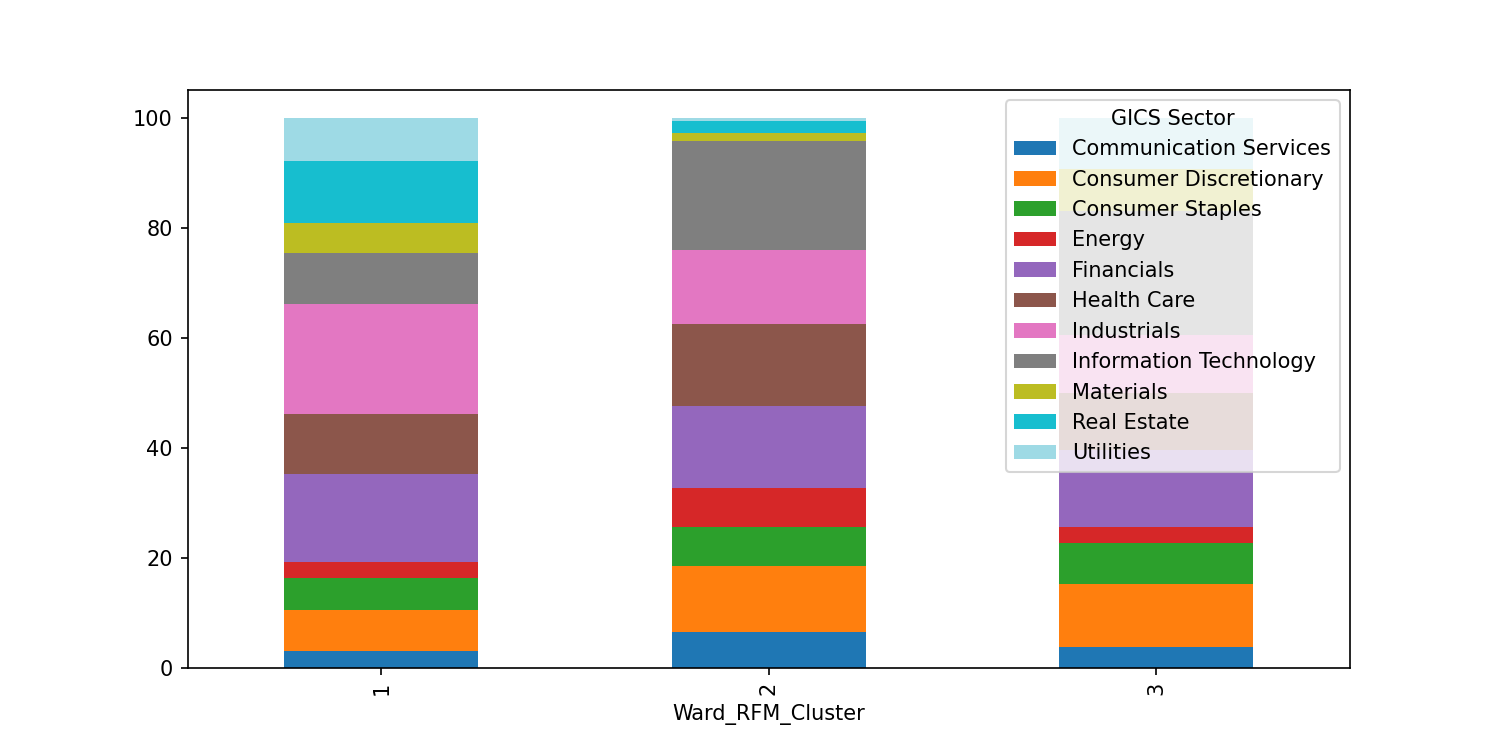 100
80
60
40
20
0
GICS Sector
Communication Services
Consumer Discretionary
Consumer Staples
Energy
Financials
Health Care
Industrials
Information Technology
Materials
Real Estate
Utilities
1
2
3
Ward_RFM_Cluster